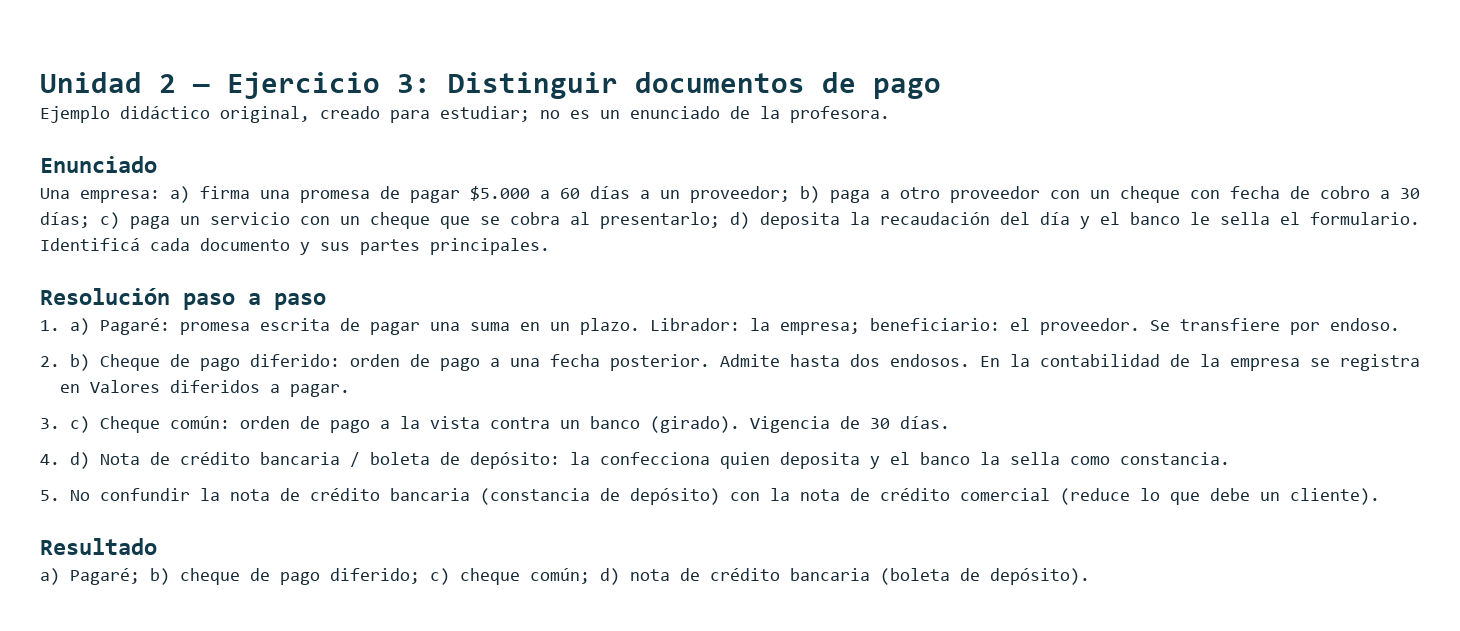 Unidad 2 — Ejercicio 3: Distinguir documentos de pago
Ejemplo didáctico original, creado para estudiar; no es un enunciado de la profesora.
Enunciado
Una empresa: a) firma una promesa de pagar $5.000 a 60 días a un proveedor; b) paga a otro proveedor con un cheque con fecha de cobro a 30
días; c) paga un servicio con un cheque que se cobra al presentarlo; d) deposita la recaudación del día y el banco le sella el formulario.
Identificá cada documento y sus partes principales.
Resolución paso a paso
1. a) Pagaré: promesa escrita de pagar una suma en un plazo. Librador: la empresa; beneficiario: el proveedor. Se transfiere por endoso.
2. b) Cheque de pago diferido: orden de pago a una fecha posterior. Admite hasta dos endosos. En la contabilidad de la empresa se registra
en Valores diferidos a pagar.
3. c) Cheque común: orden de pago a la vista contra un banco (girado). Vigencia de 30 días.
4. d) Nota de crédito bancaria / boleta de depósito: la confecciona quien deposita y el banco la sella como constancia.
5. No confundir la nota de crédito bancaria (constancia de depósito) con la nota de crédito comercial (reduce lo que debe un cliente).
Resultado
a) Pagaré; b) cheque de pago diferido; c) cheque común; d) nota de crédito bancaria (boleta de depósito).